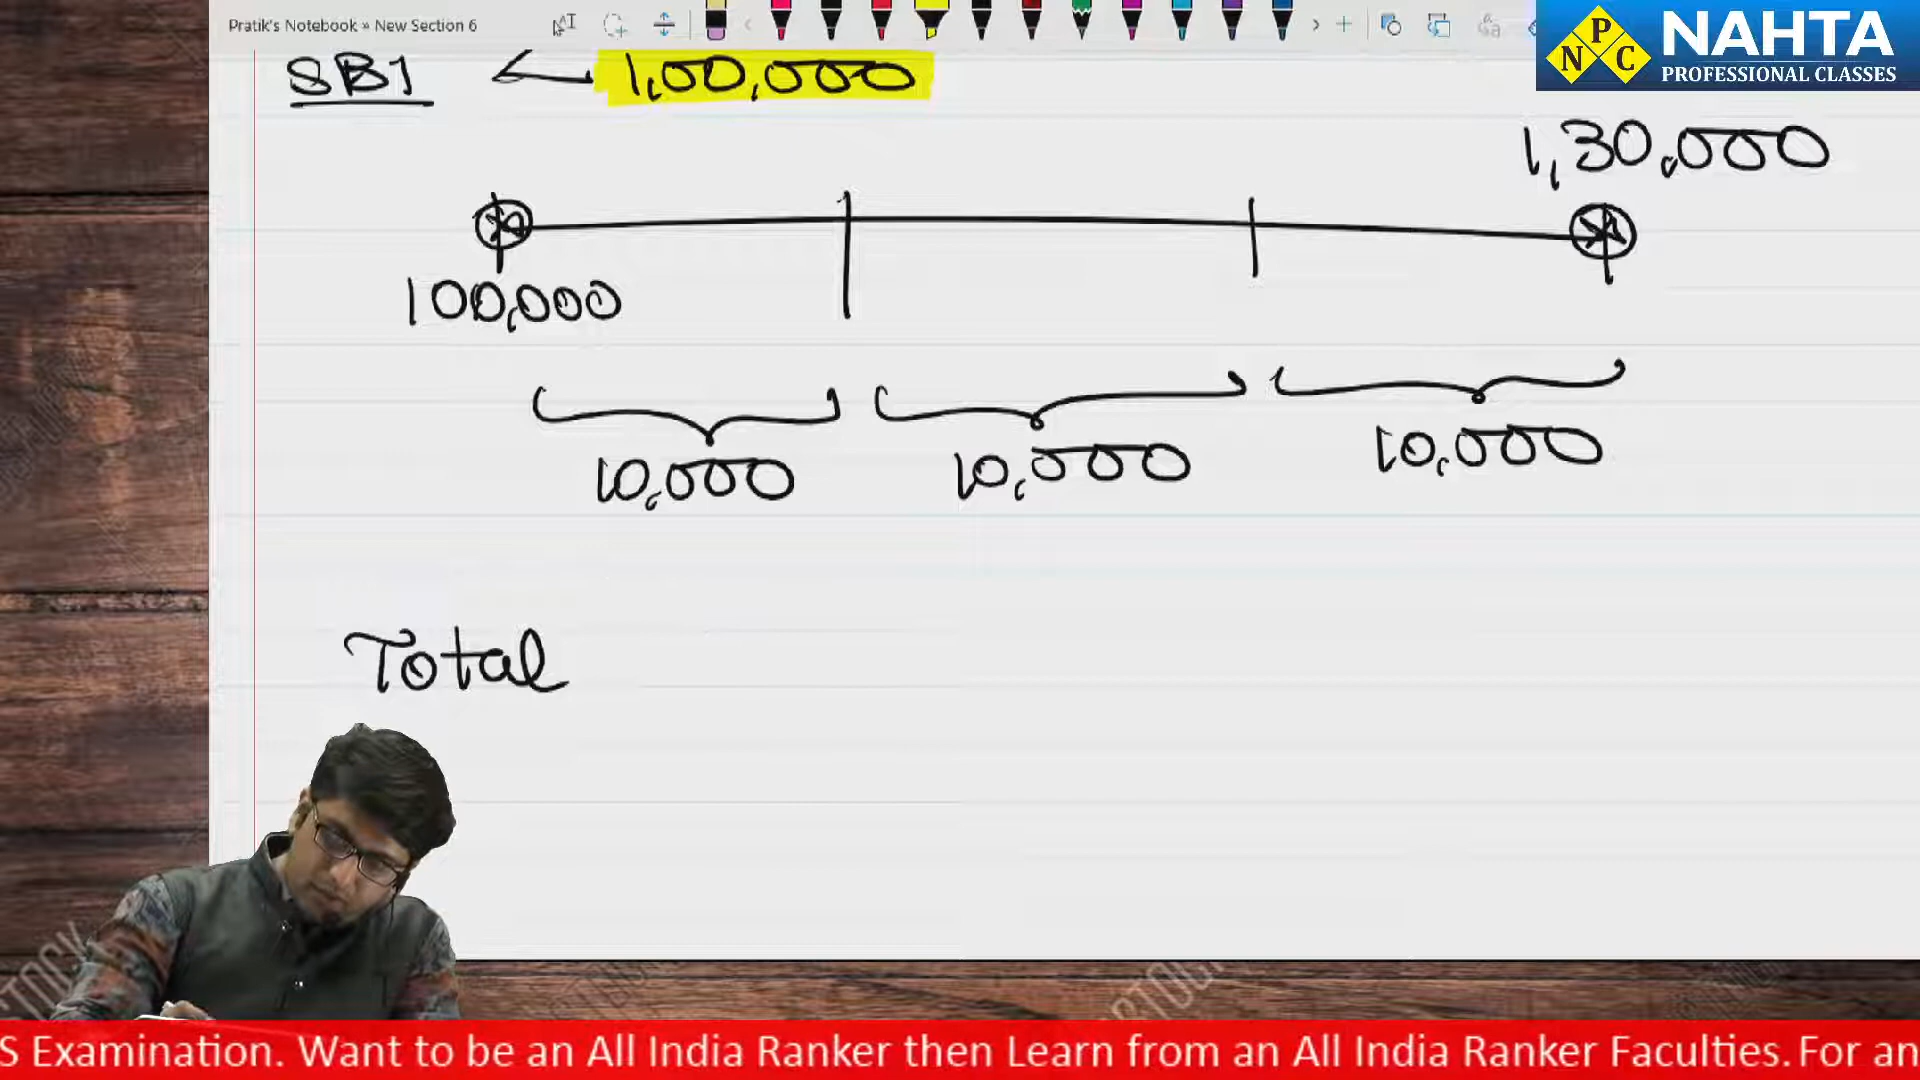 Pratik's Notebook » New Section 6
NPC
NAHTA
PROFESSIONAL CLASSES
SBI
1,00,000
1,30,000
100,000
10,000
10,000
10,000
Total
S Examination. Want to be an All India Ranker then Learn from an All India Ranker Faculties. For an